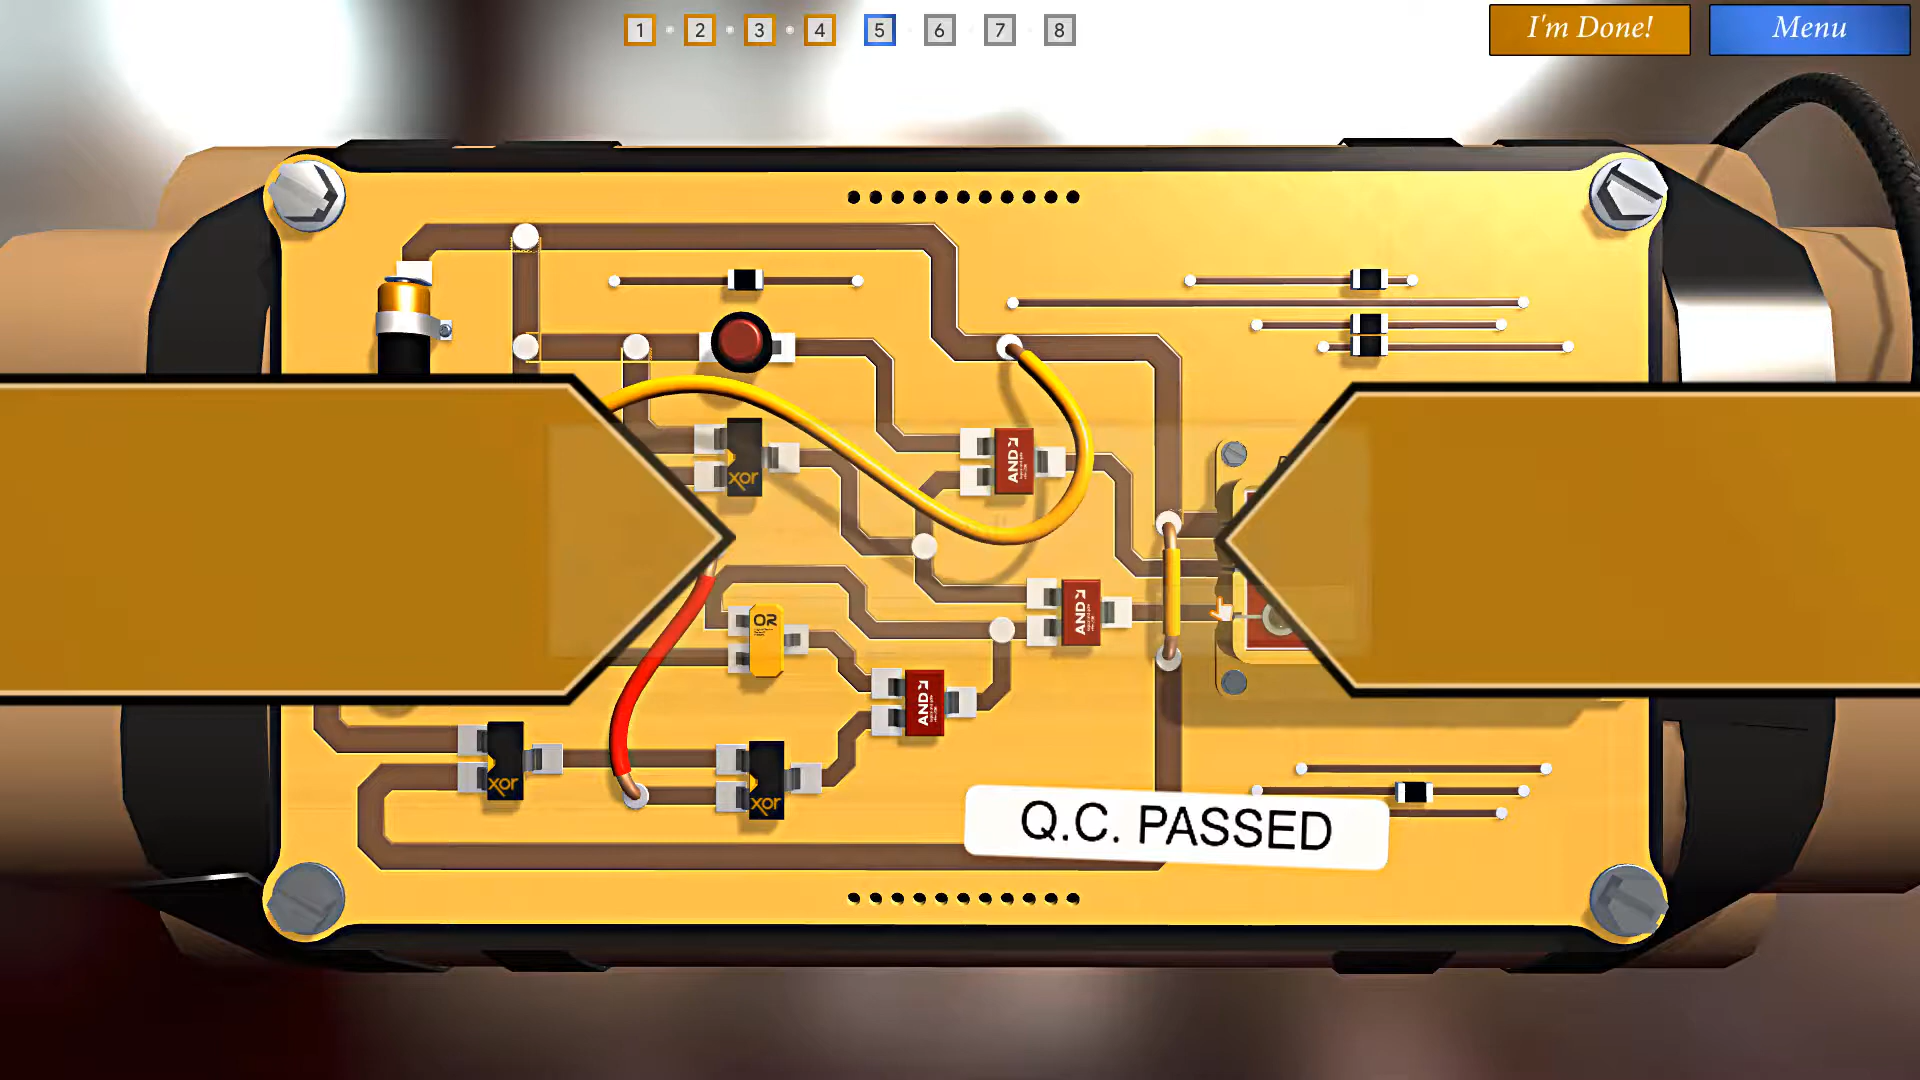 1 2 3 4 5 6 7 8
I'm Done!
Menu
xor
AND
OR
AND
AND
xor
xor
Q.C. PASSED